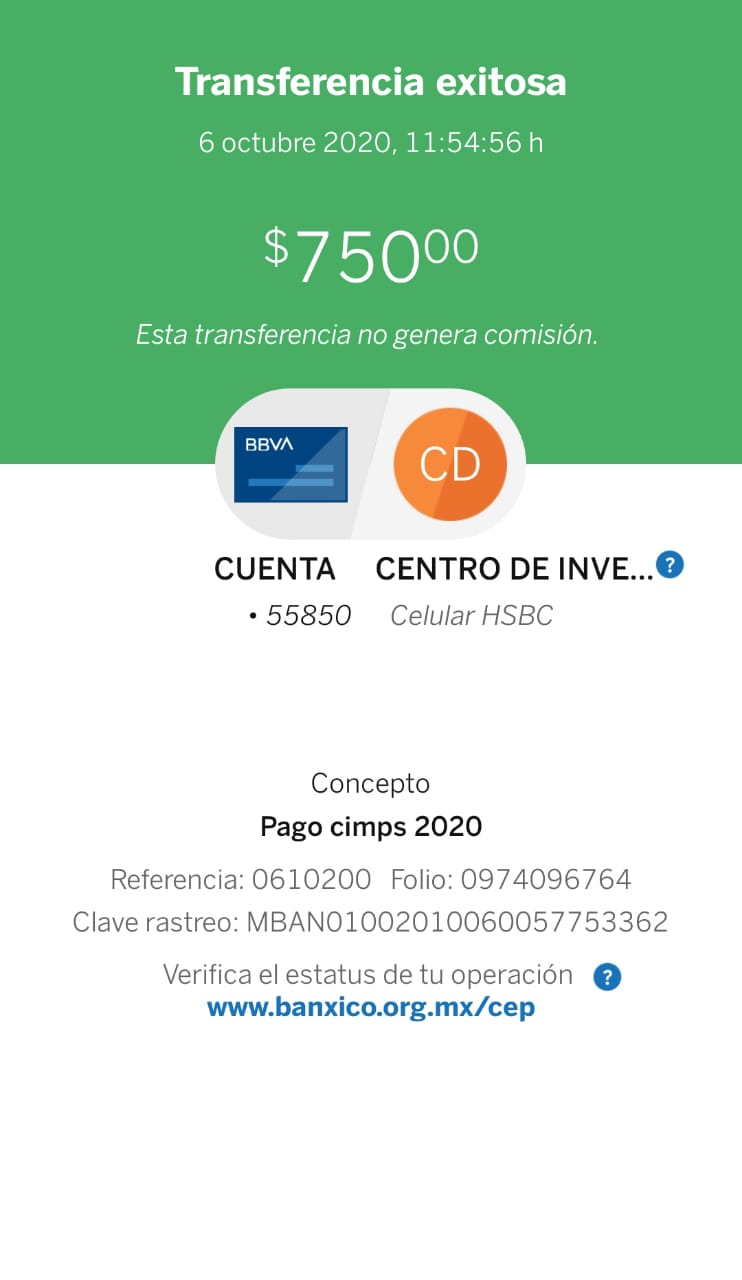 Transferencia exitosa
6 octubre 2020, 11:54:56 h
$75000
Esta transferencia no genera comisión.
BBVA
CD
CUENTA CENTRO DE INVE... ?
• 55850 Celular HSBC
Concepto
Pago cimps 2020
Referencia: 0610200 Folio: 0974096764
Clave rastreo: MBAN01002010060057753362
Verifica el estatus de tu operación ?
www.banxico.org.mx/cep